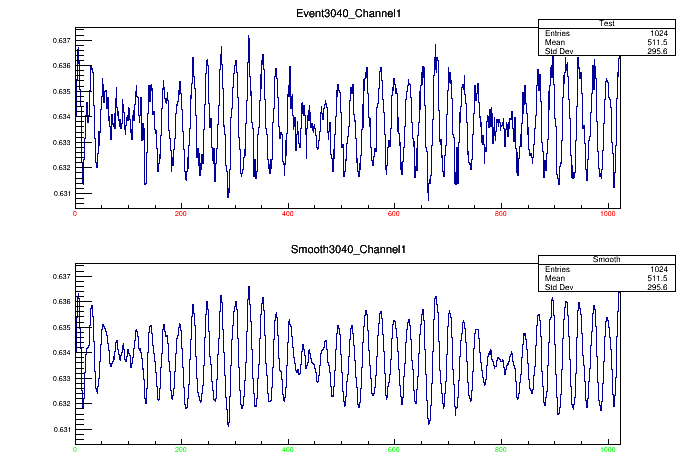 Event3040_Channel1
Test
Entries 1024
Mean 511.5
Std Dev 295.6
0.637
0.636
0.635
0.634
0.633
0.632
0.631
0 200 400 600 800 1000
Smooth3040_Channel1
Smooth
Entries 1024
Mean 511.5
Std Dev 295.6
0.637
0.636
0.635
0.634
0.633
0.632
0.631
0 200 400 600 800 1000